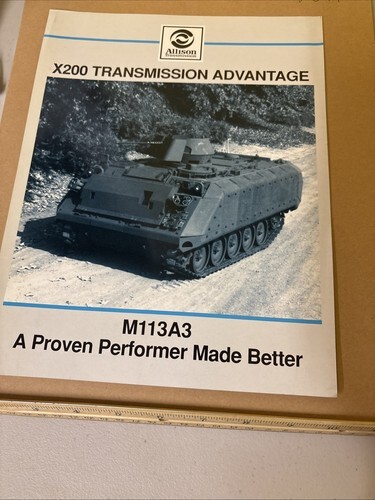 Allison
X200 TRANSMISSION ADVANTAGE
M113A3
A Proven Performer Made Better